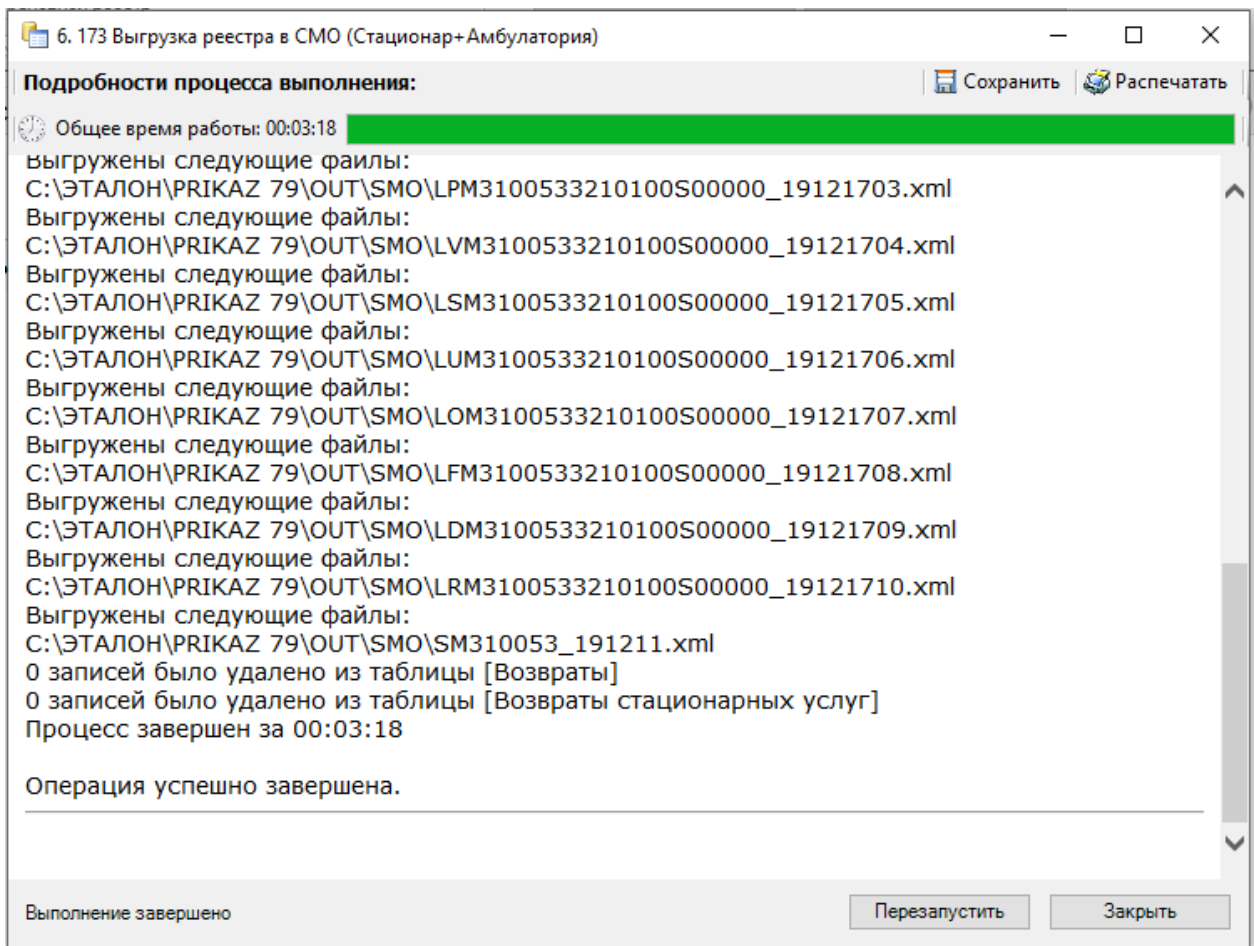 6. 173 Выгрузка реестра в СМО (Стационар+Амбулатория)
Подробности процесса выполнения:
Сохранить
Распечатать
Общее время работы: 00:03:18
Выгружены следующие файлы:
C:\ЭТАЛОН\PRIKAZ 79\OUT\SMO\LPM3100533210100S00000_19121703.xml
Выгружены следующие файлы:
C:\ЭТАЛОН\PRIKAZ 79\OUT\SMO\LVM3100533210100S00000_19121704.xml
Выгружены следующие файлы:
C:\ЭТАЛОН\PRIKAZ 79\OUT\SMO\LSM3100533210100S00000_19121705.xml
Выгружены следующие файлы:
C:\ЭТАЛОН\PRIKAZ 79\OUT\SMO\LUM3100533210100S00000_19121706.xml
Выгружены следующие файлы:
C:\ЭТАЛОН\PRIKAZ 79\OUT\SMO\LOM3100533210100S00000_19121707.xml
Выгружены следующие файлы:
C:\ЭТАЛОН\PRIKAZ 79\OUT\SMO\LFM3100533210100S00000_19121708.xml
Выгружены следующие файлы:
C:\ЭТАЛОН\PRIKAZ 79\OUT\SMO\LDM3100533210100S00000_19121709.xml
Выгружены следующие файлы:
C:\ЭТАЛОН\PRIKAZ 79\OUT\SMO\LRM3100533210100S00000_19121710.xml
Выгружены следующие файлы:
C:\ЭТАЛОН\PRIKAZ 79\OUT\SMO\SM310053_191211.xml
0 записей было удалено из таблицы [Возвраты]
0 записей было удалено из таблицы [Возвраты стационарных услуг]
Процесс завершен за 00:03:18
Операция успешно завершена.
Выполнение завершено
Перезапустить
Закрыть